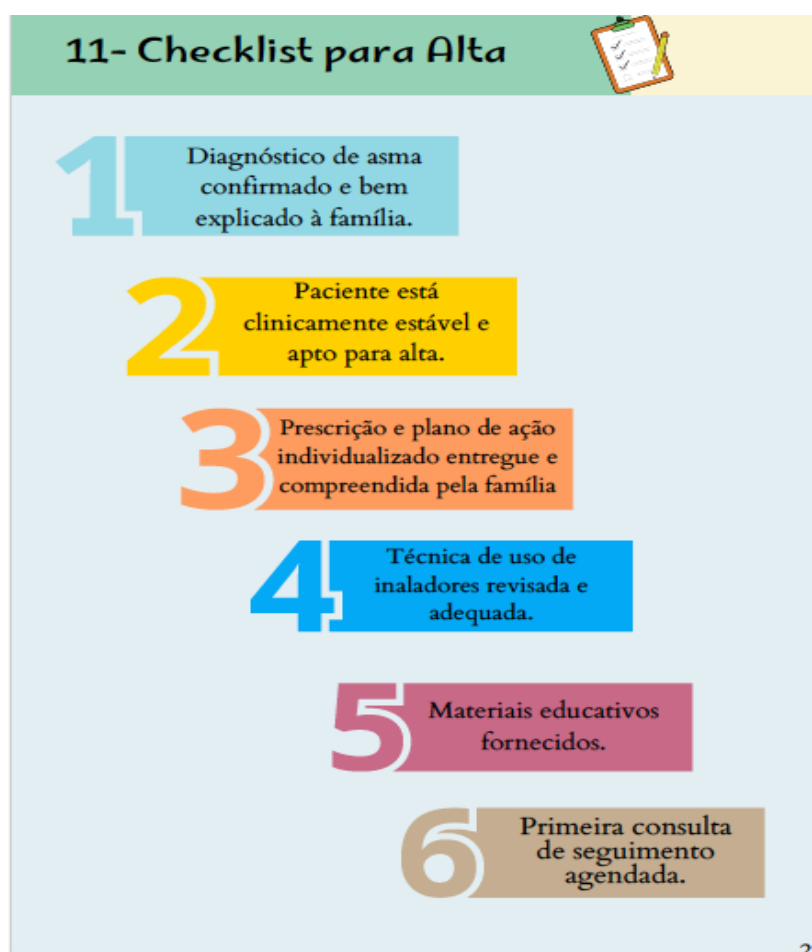 11- Checklist para Alta
1
Diagnóstico de asma
confirmado e bem
explicado à família.
2
Paciente está
clinicamente estável e
apto para alta.
3
Prescrição e plano de ação
individualizado entregue e
compreendida pela família
4
Técnica de uso de
inaladores revisada e
adequada.
5
Materiais educativos
fornecidos.
6
Primeira consulta
de seguimento
agendada.